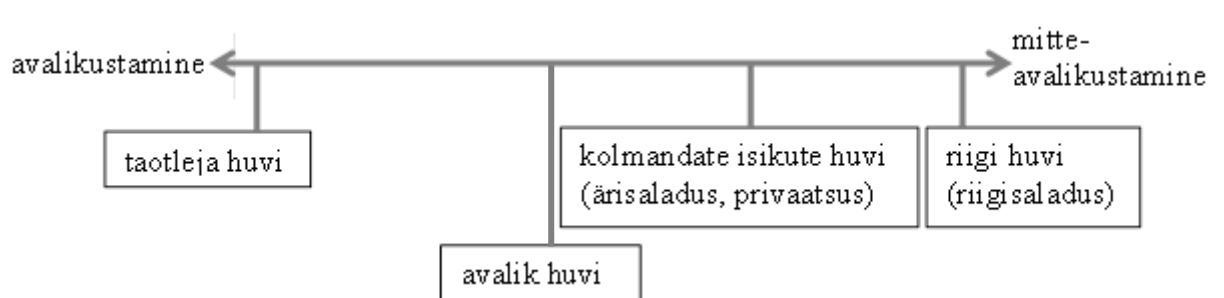 avalikustamine
mitte-
avalikustamine
taotleja huvi
kolmandate isikute huvi
(ärisaladus, privaatsus)
riigi huvi
(riigisaladus)
avalik huvi